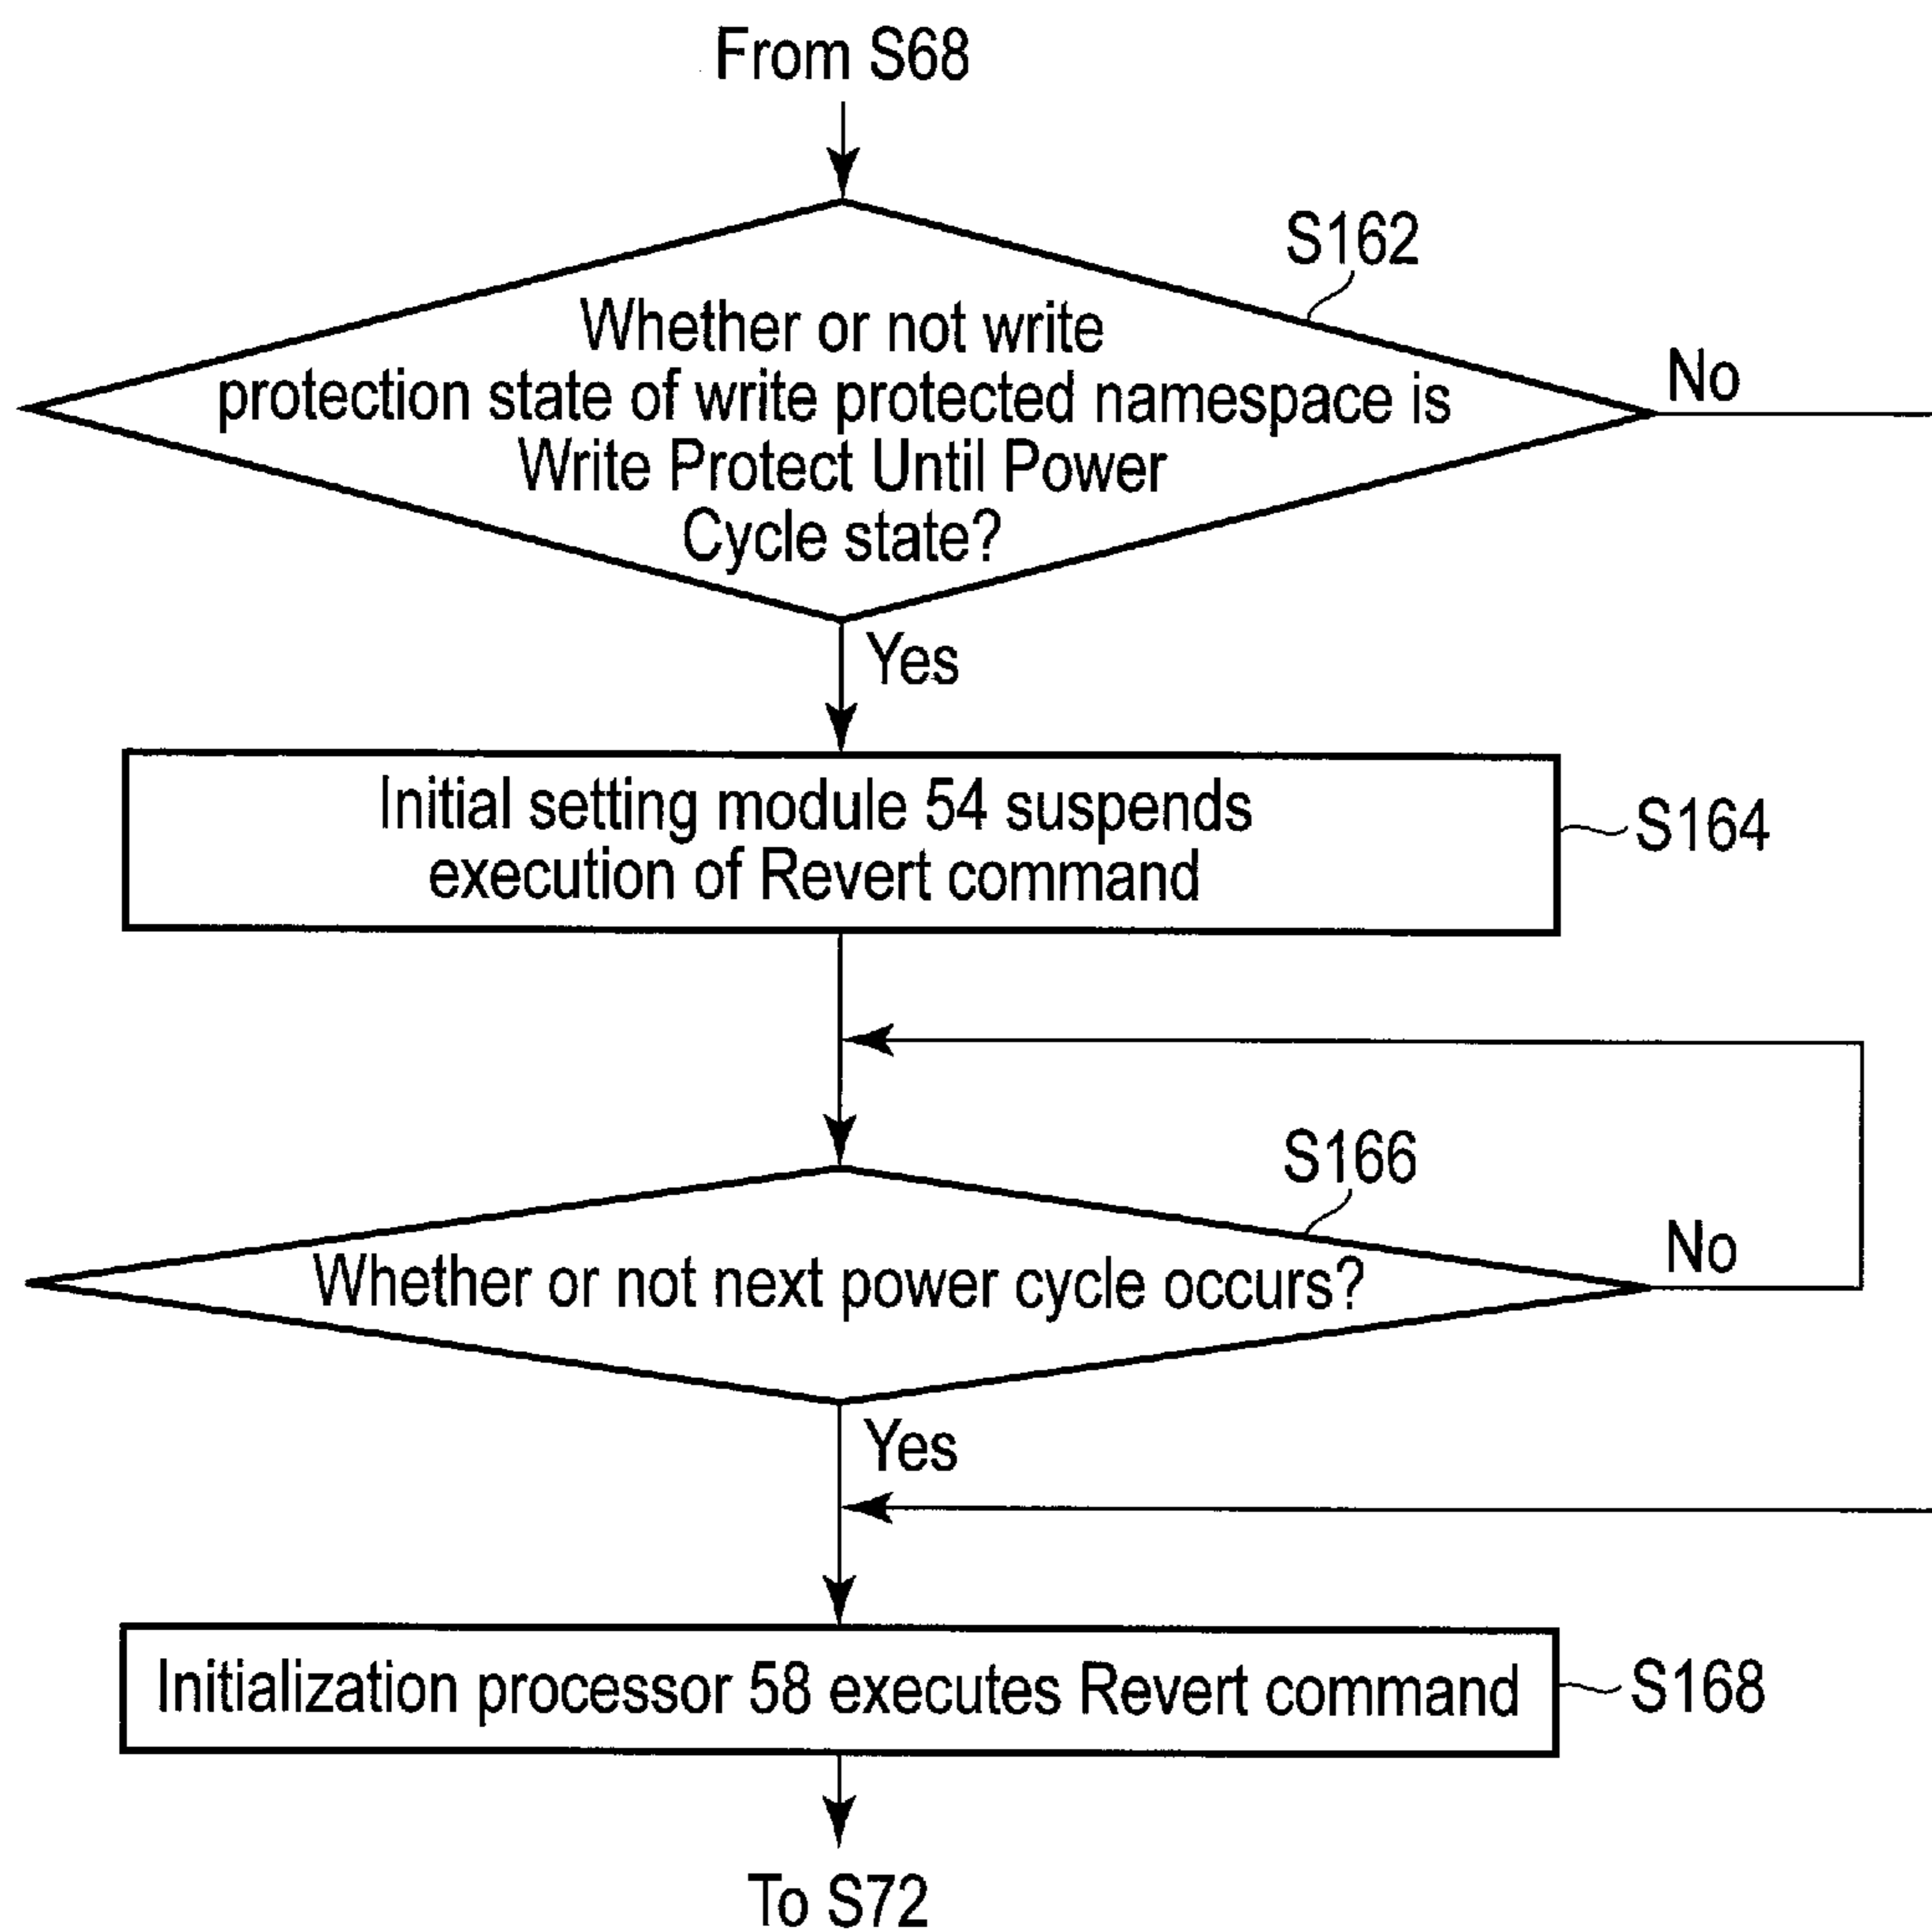 From S68
S162
Whether or not write
protection state of write protected namespace is
Write Protect Until Power
Cycle state?
No
Yes
Initial setting module 54 suspends
execution of Revert command
S164
S166
Whether or not next power cycle occurs?
No
Yes
Initialization processor 58 executes Revert command
S168
To S72